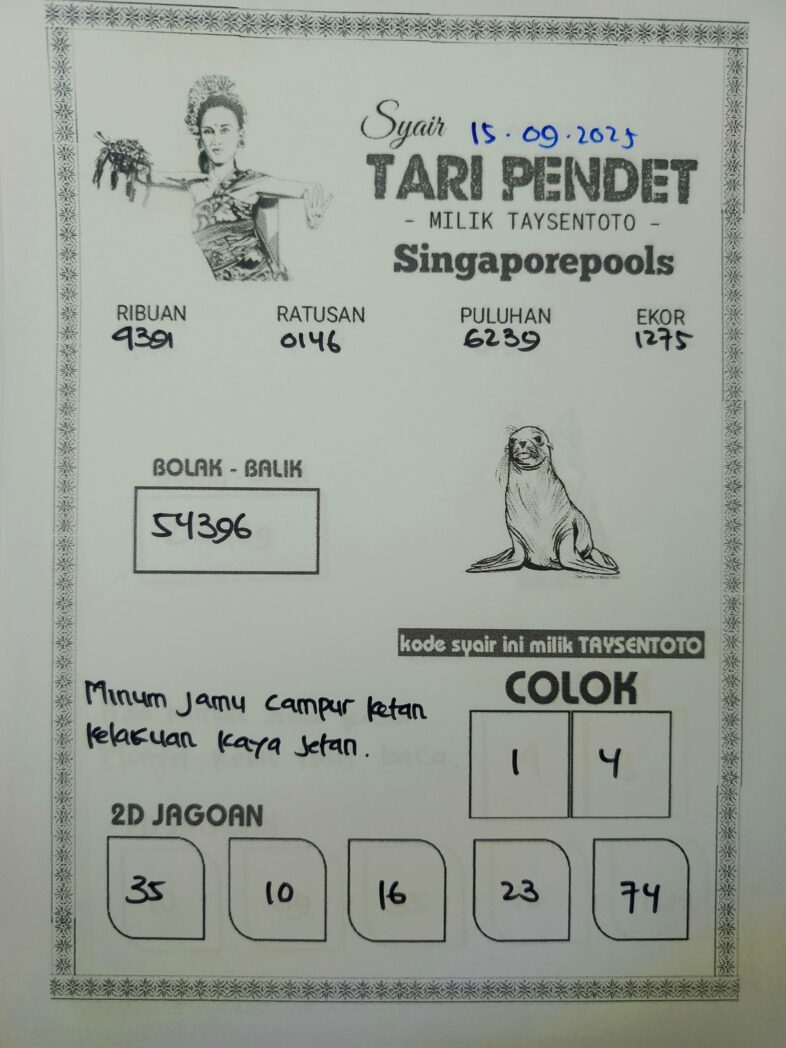 Syair 15.09.2025
TARI PENDET
- MILIK TAYSENTOTO -
Singaporepools
RIBUAN RATUSAN PULUHAN EKOR
9391 0146 6239 1275
BOLAK - BALIK
54396
kode syair ini milik TAYSENTOTO
COLOK
1 4
Minum jamu campur ketan
kelakuan kaya setan.
2D JAGOAN
35 10 16 23 74